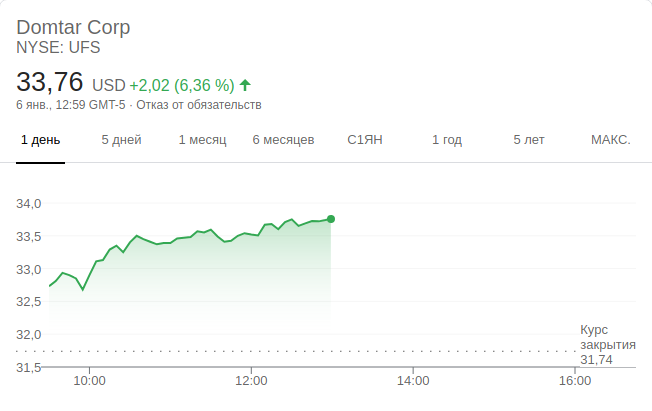 Domtar Corp
NYSE: UFS
33,76 USD +2,02 (6,36 %)
6 янв., 12:59 GMT-5 · Отказ от обязательств
1 день 5 дней 1 месяц 6 месяцев С1ЯН 1 год 5 лет МАКС.
34,0
33,5
33,0
32,5
32,0
31,5
Курс
закрытия
31,74
10:00 12:00 14:00 16:00